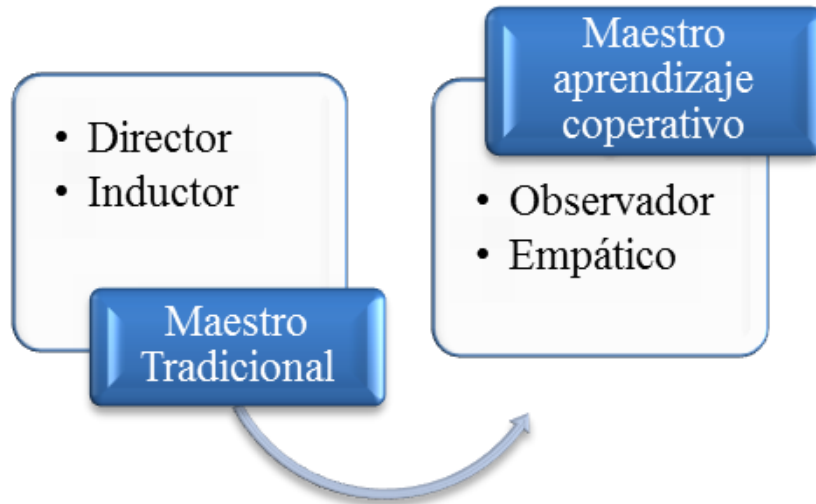 • Director
• Inductor
Maestro
Tradicional
Maestro
aprendizaje
coperativo
• Observador
• Empático